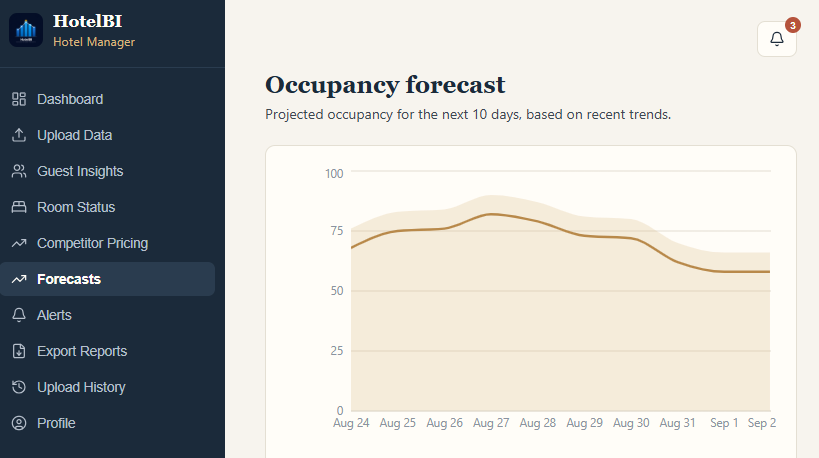 HotelBI
Hotel Manager
Dashboard
Upload Data
Guest Insights
Room Status
Competitor Pricing
Forecasts
Alerts
Export Reports
Upload History
Profile
3
Occupancy forecast
Projected occupancy for the next 10 days, based on recent trends.
100
75
50
25
0
Aug 24 Aug 25 Aug 26 Aug 27 Aug 28 Aug 29 Aug 30 Aug 31 Sep 1 Sep 2